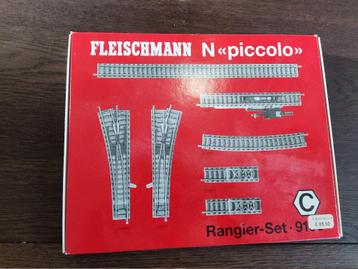 FLEISCHMANN N «piccolo»
C
Rangier-Set · 91